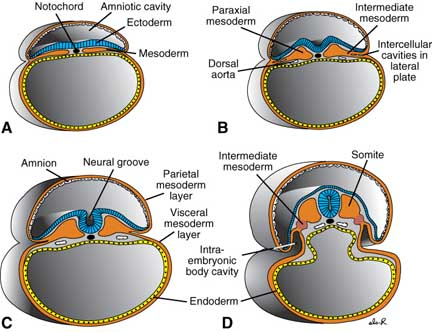 Notochord
Amniotic cavity
Ectoderm
Mesoderm
A
Paraxial
mesoderm
Intermediate
mesoderm
Intercellular
cavities in
lateral
plate
Dorsal
aorta
B
Amnion
Neural groove
Parietal
mesoderm
layer
Visceral
mesoderm
layer
Endoderm
C
Intermediate
mesoderm
Somite
Intra-
embryonic
body cavity
D